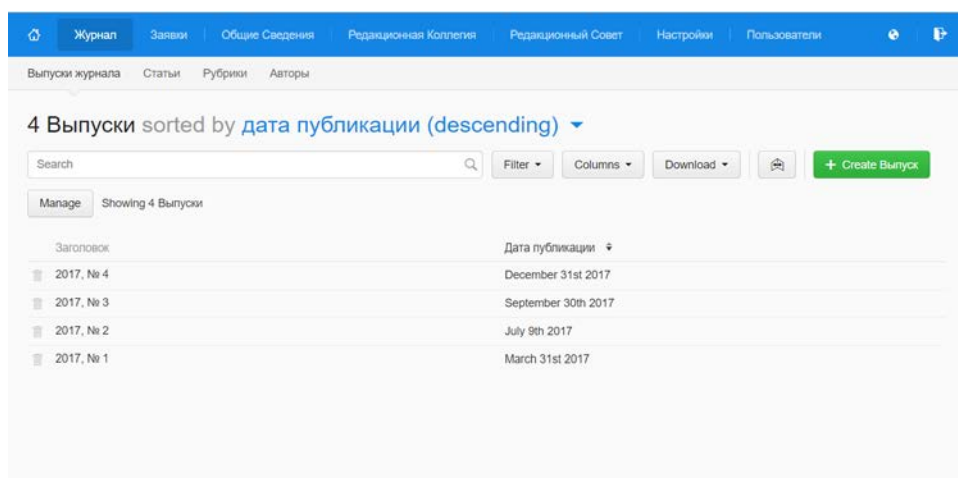 Журнал Заявки Общие Сведения Редакционная Коллегия Редакционный Совет Настройки Пользователи
Выпуски журнала Статьи Рубрики Авторы
4 Выпуски sorted by дата публикации (descending)
Search Filter Columns Download + Create Выпуск
Manage Showing 4 Выпуски
Заголовок Дата публикации
2017, № 4 December 31st 2017
2017, № 3 September 30th 2017
2017, № 2 July 9th 2017
2017, № 1 March 31st 2017